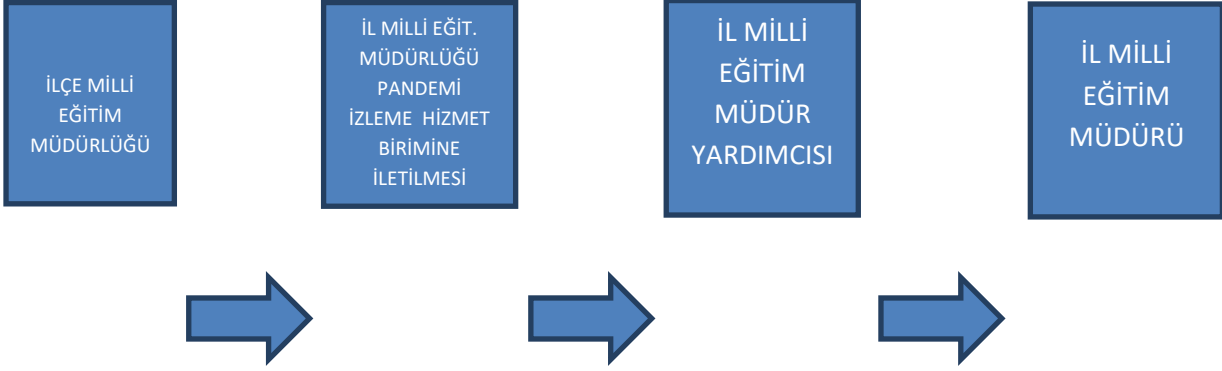 İLÇE MİLLİ
EĞİTİM
MÜDÜRLÜĞÜ
İL MİLLİ EĞİT.
MÜDÜRLÜĞÜ
PANDEMİ
İZLEME HİZMET
BİRİMİNE
İLETİLMESİ
İL MİLLİ
EĞİTİM
MÜDÜR
YARDIMCISI
İL MİLLİ
EĞİTİM
MÜDÜRÜ